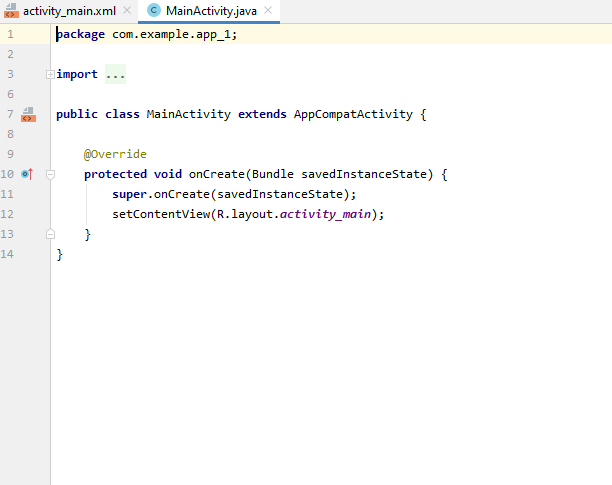 activity_main.xml MainActivity.java
1 package com.example.app_1;
2
3 import ...
6
7 public class MainActivity extends AppCompatActivity {
8
9 @Override
10 protected void onCreate(Bundle savedInstanceState) {
11 super.onCreate(savedInstanceState);
12 setContentView(R.layout.activity_main);
13 }
14 }